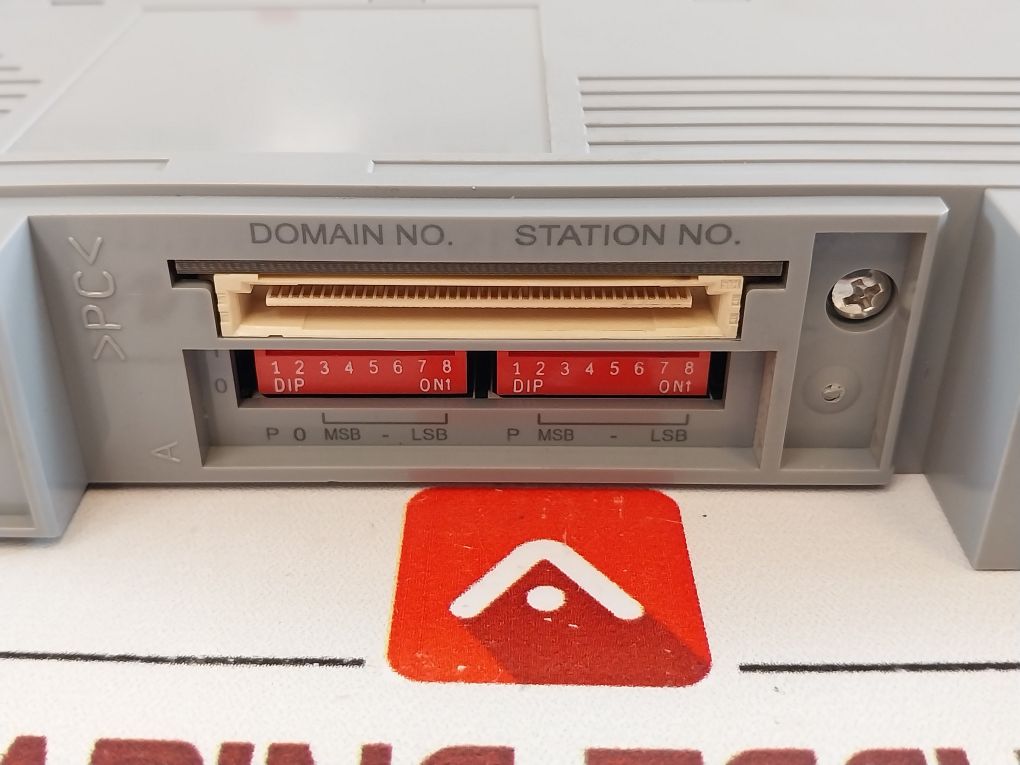 DOMAIN NO. STATION NO.
>PC<
1 2 3 4 5 6 7 8 1 2 3 4 5 6 7 8
0 DIP ON↑ DIP ON↑
P 0 MSB - LSB P MSB - LSB
A